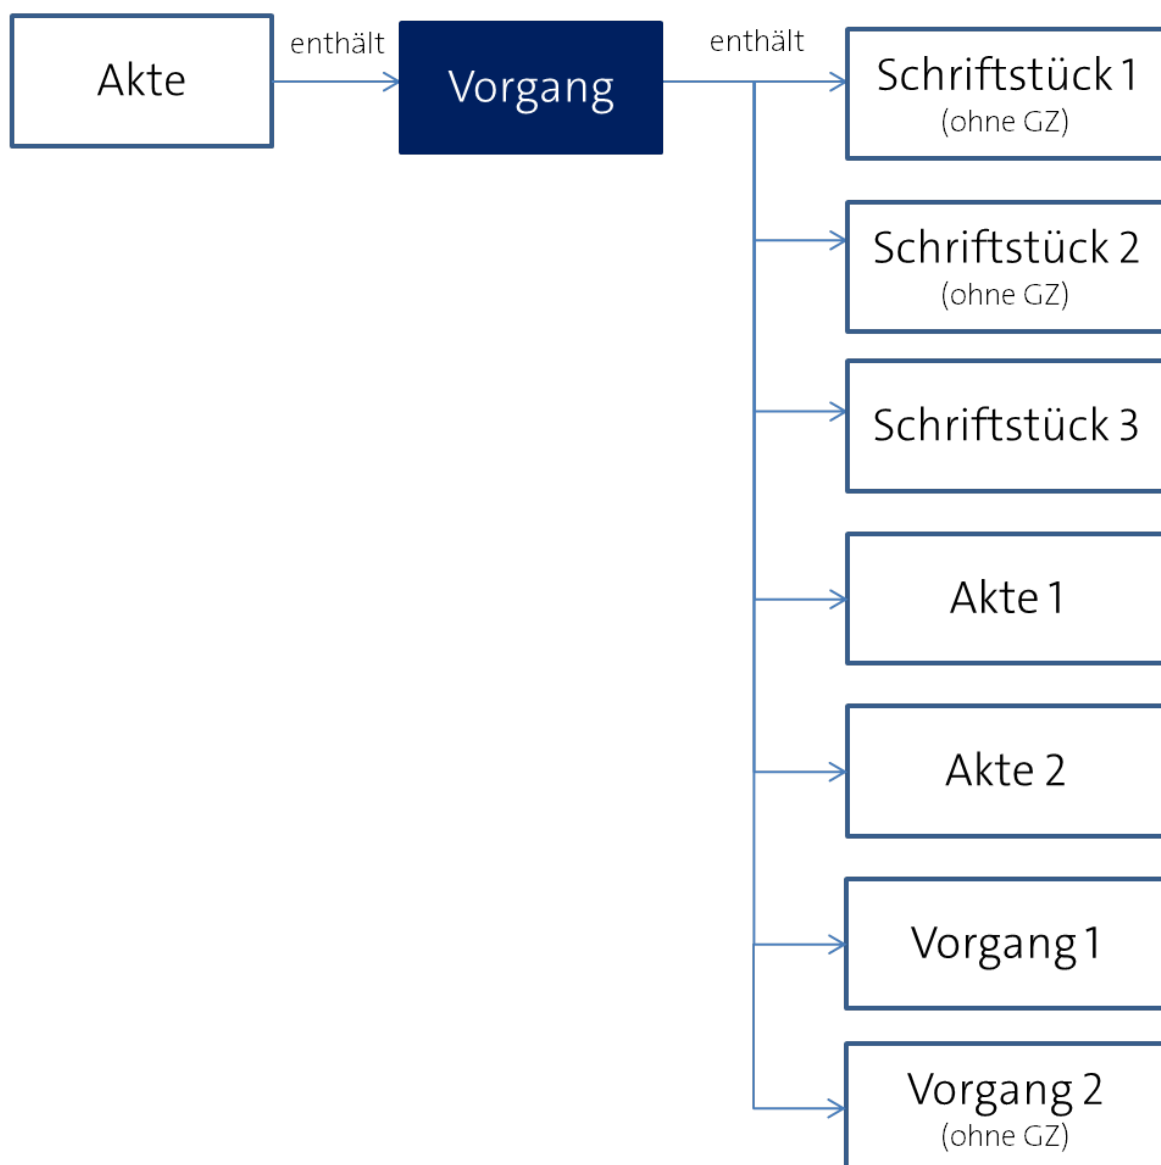 Akte
enthält
Vorgang
enthält
Schriftstück 1
(ohne GZ)
Schriftstück 2
(ohne GZ)
Schriftstück 3
Akte 1
Akte 2
Vorgang 1
Vorgang 2
(ohne GZ)